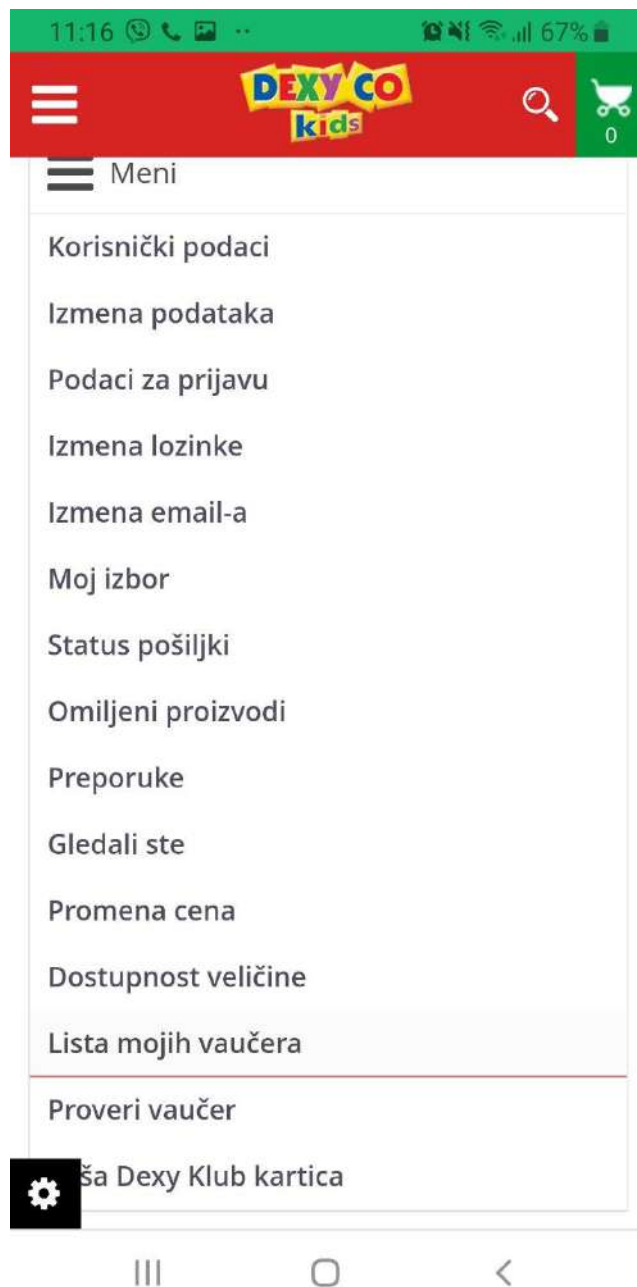 11:16
67%
DEXY CO
kids
0
Meni
Korisnički podaci
Izmena podataka
Podaci za prijavu
Izmena lozinke
Izmena email-a
Moj izbor
Status pošiljki
Omiljeni proizvodi
Preporuke
Gledali ste
Promena cena
Dostupnost veličine
Lista mojih vaučera
Proveri vaučer
ša Dexy Klub kartica